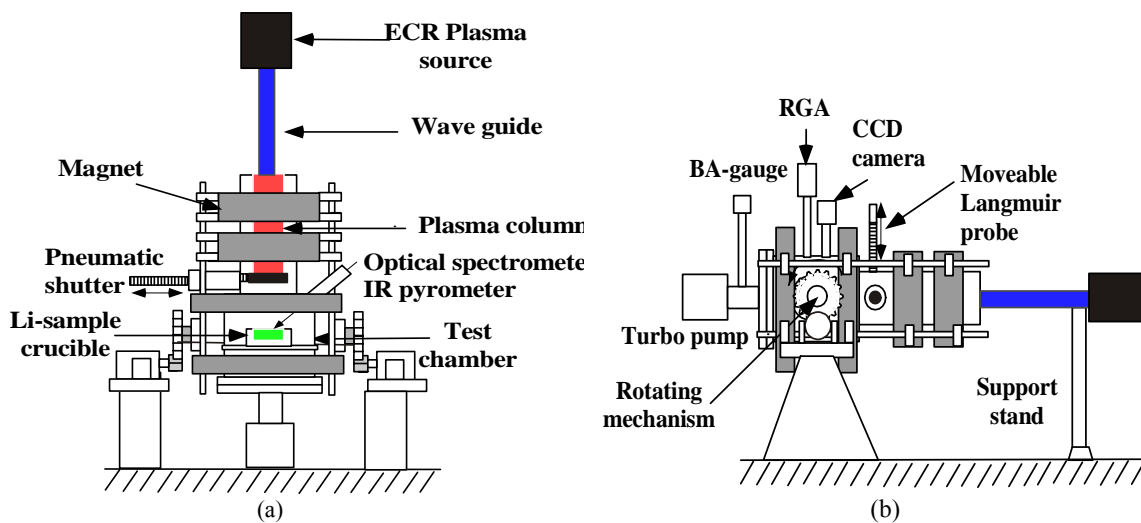 ECR Plasma
source
Wave guide
Magnet
Plasma column
Pneumatic
shutter
Optical spectromete
IR pyrometer
Li-sample
crucible
Test
chamber
(a)
RGA
CCD
camera
BA-gauge
Moveable
Langmuir
probe
Turbo pump
Rotating
mechanism
Support
stand
(b)